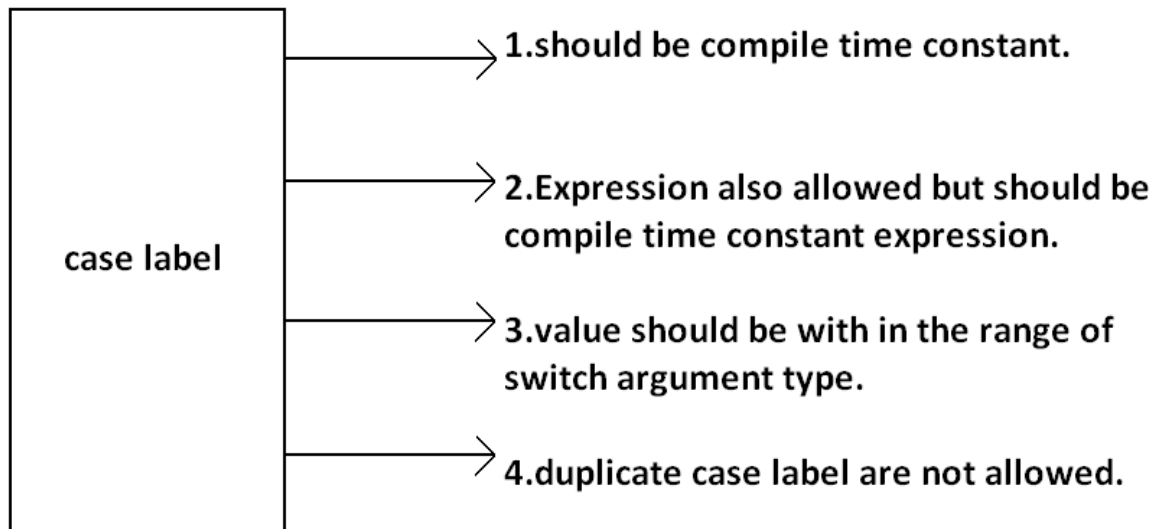 1.should be compile time constant.
2.Expression also allowed but should be
compile time constant expression.
case label
3.value should be with in the range of
switch argument type.
4.duplicate case label are not allowed.